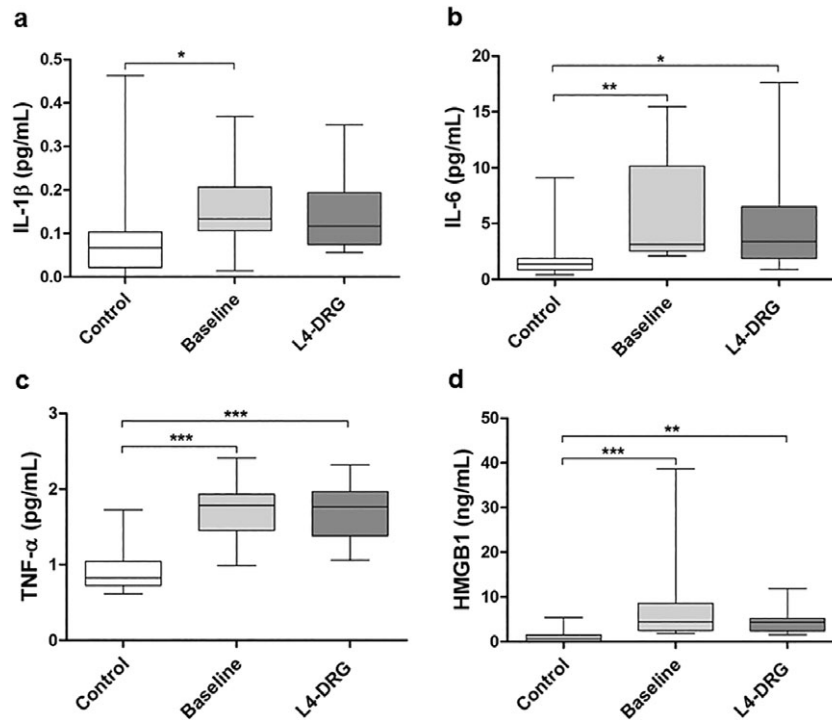 a
IL-1β (pg/mL)
0.5
0.4
0.3
0.2
0.1
0.0
*
Control
Baseline
L4-DRG
b
IL-6 (pg/mL)
20
15
10
5
0
*
**
Control
Baseline
L4-DRG
c
TNF-α (pg/mL)
3
2
1
0
***
***
Control
Baseline
L4-DRG
d
HMGB1 (ng/mL)
50
40
30
20
10
0
**
***
Control
Baseline
L4-DRG